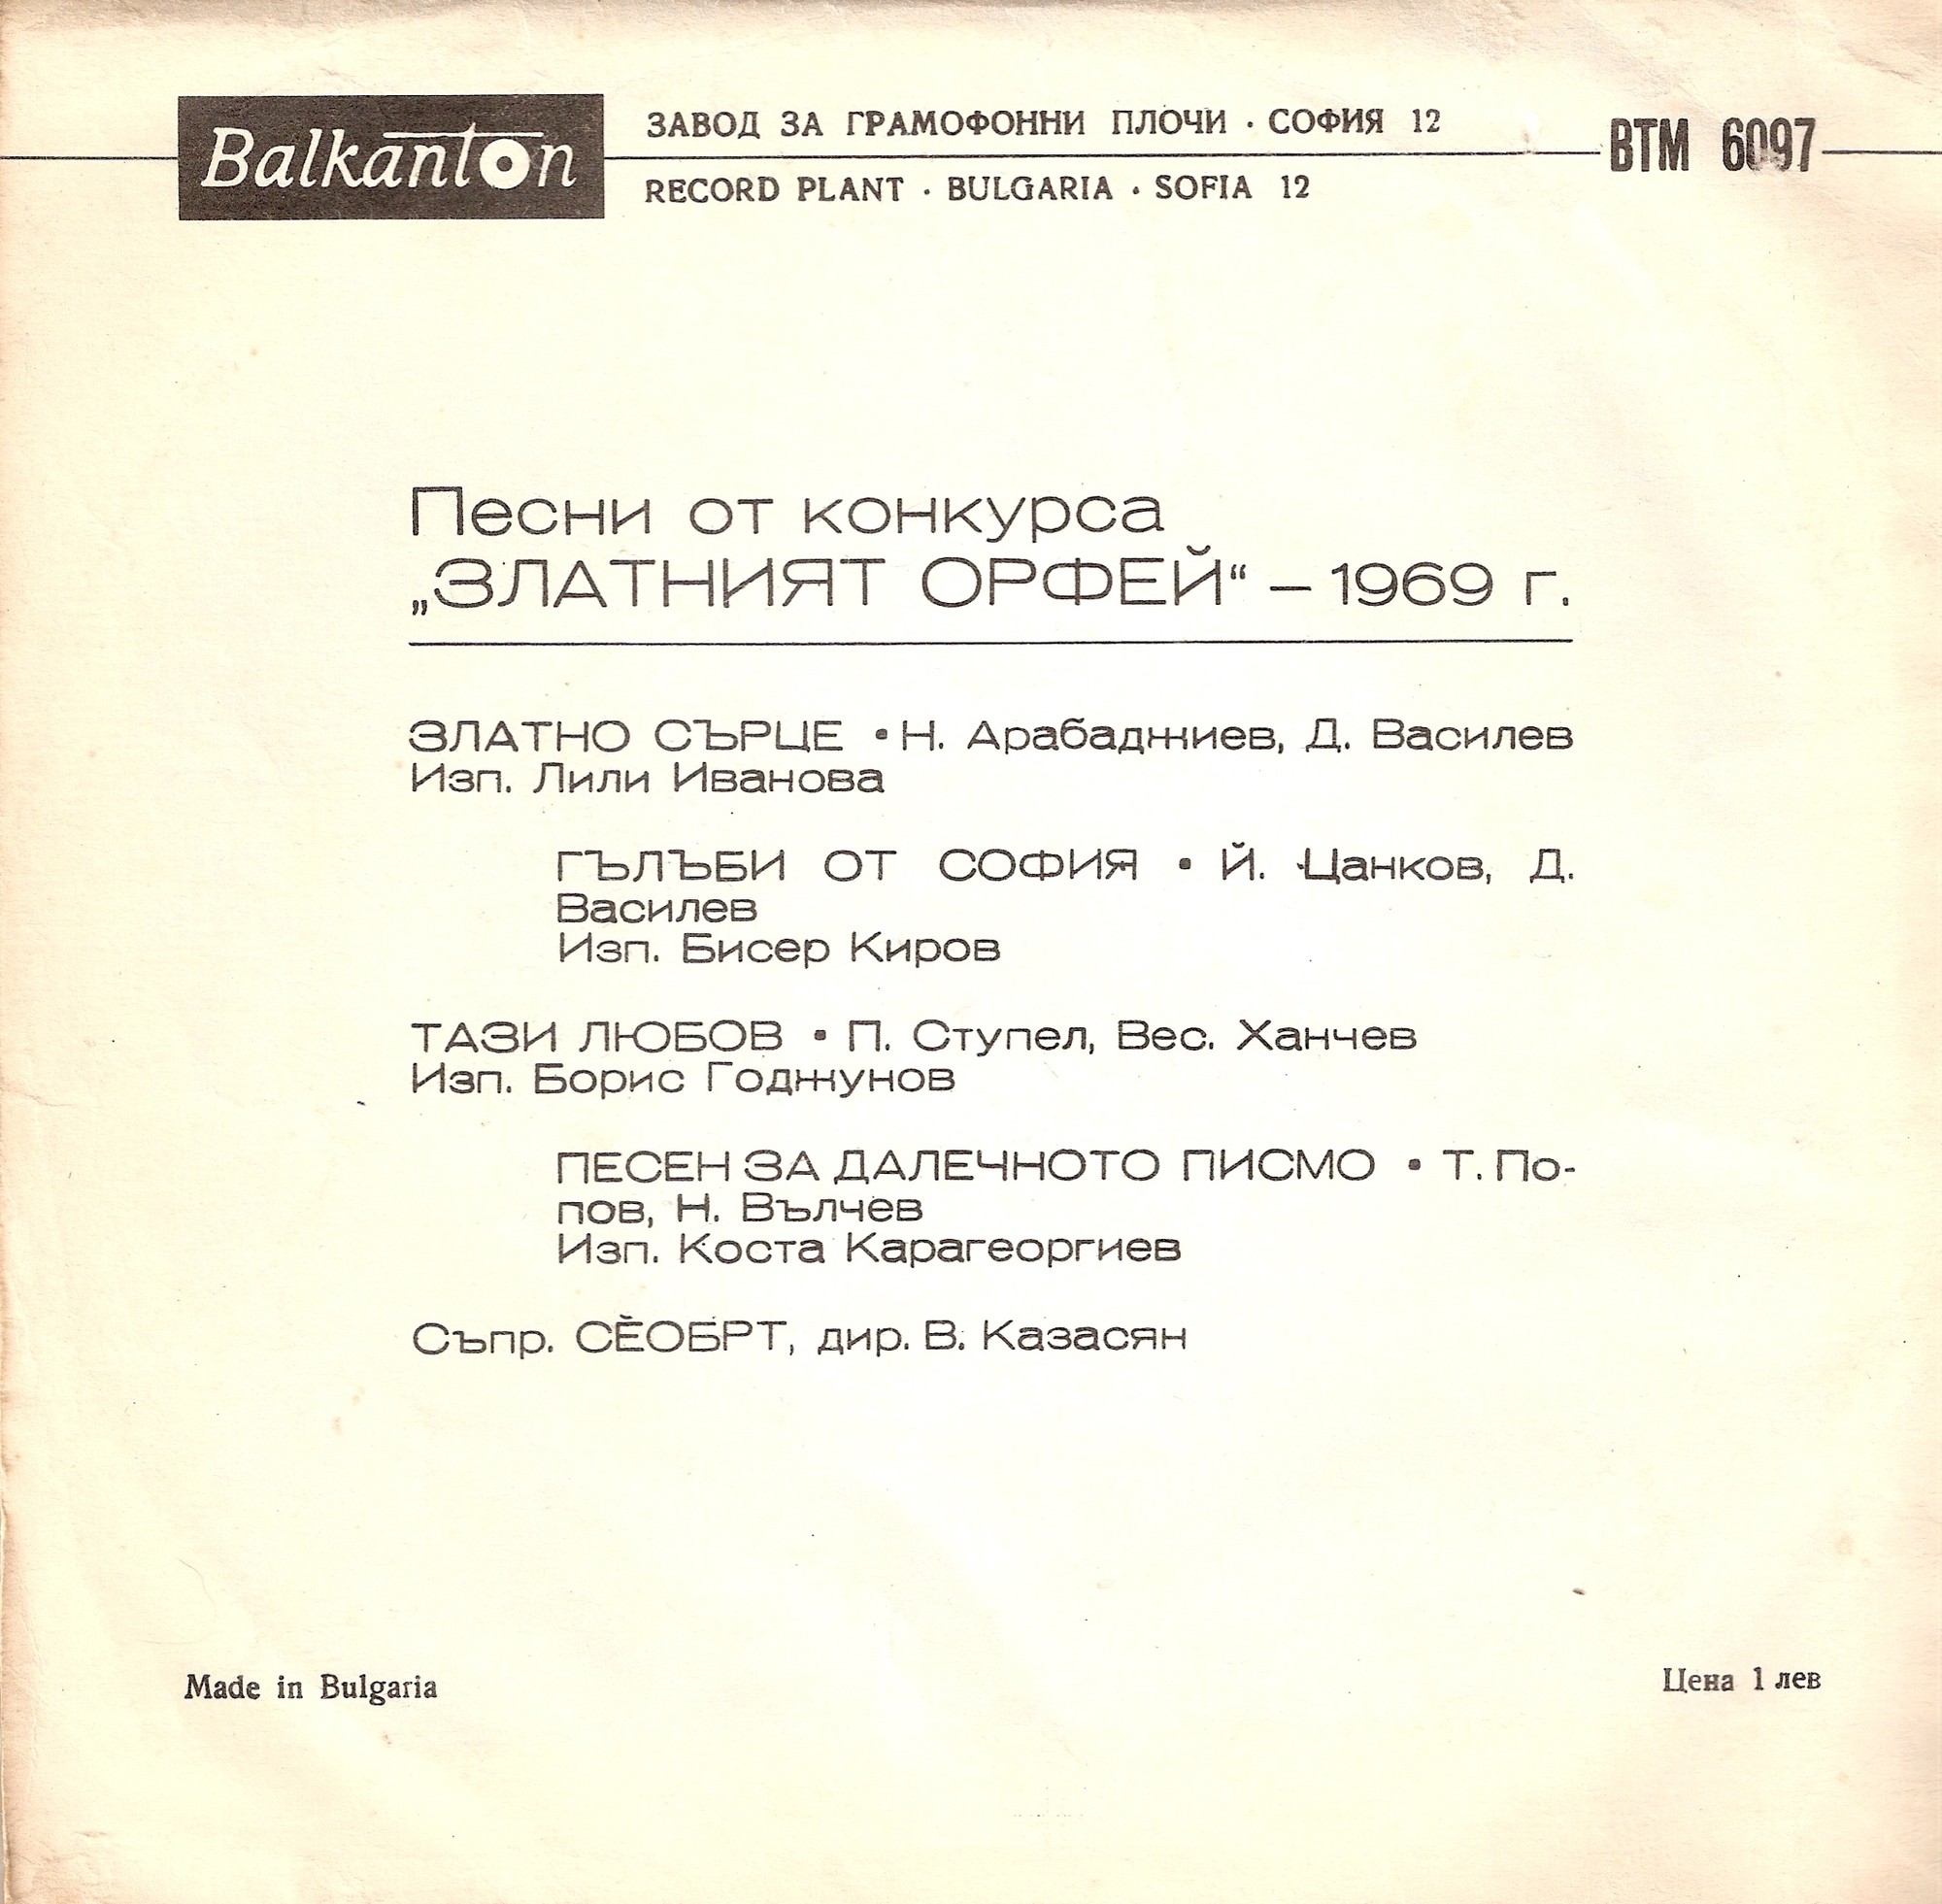 Balkanton
ЗАВОД ЗА ГРАМОФОННИ ПЛОЧИ · СОФИЯ 12
RECORD PLANT · BULGARIA · SOFIA 12
ВТМ 6097
Песни от конкурса
„ЗЛАТНИЯТ ОРФЕЙ“ – 1969 г.
ЗЛАТНО СЪРЦЕ • Н. Арабаджиев, Д. Василев
Изп. Лили Иванова
ГЪЛЪБИ ОТ СОФИЯ • Й. Цанков, Д.
Василев
Изп. Бисер Киров
ТАЗИ ЛЮБОВ • П. Ступел, Вес. Ханчев
Изп. Борис Годжунов
ПЕСЕН ЗА ДАЛЕЧНОТО ПИСМО • Т. По-
пов, Н. Вълчев
Изп. Коста Карагеоргиев
Съпр. СЀОБРТ, дир. В. Казасян
Made in Bulgaria
Цена 1 лев